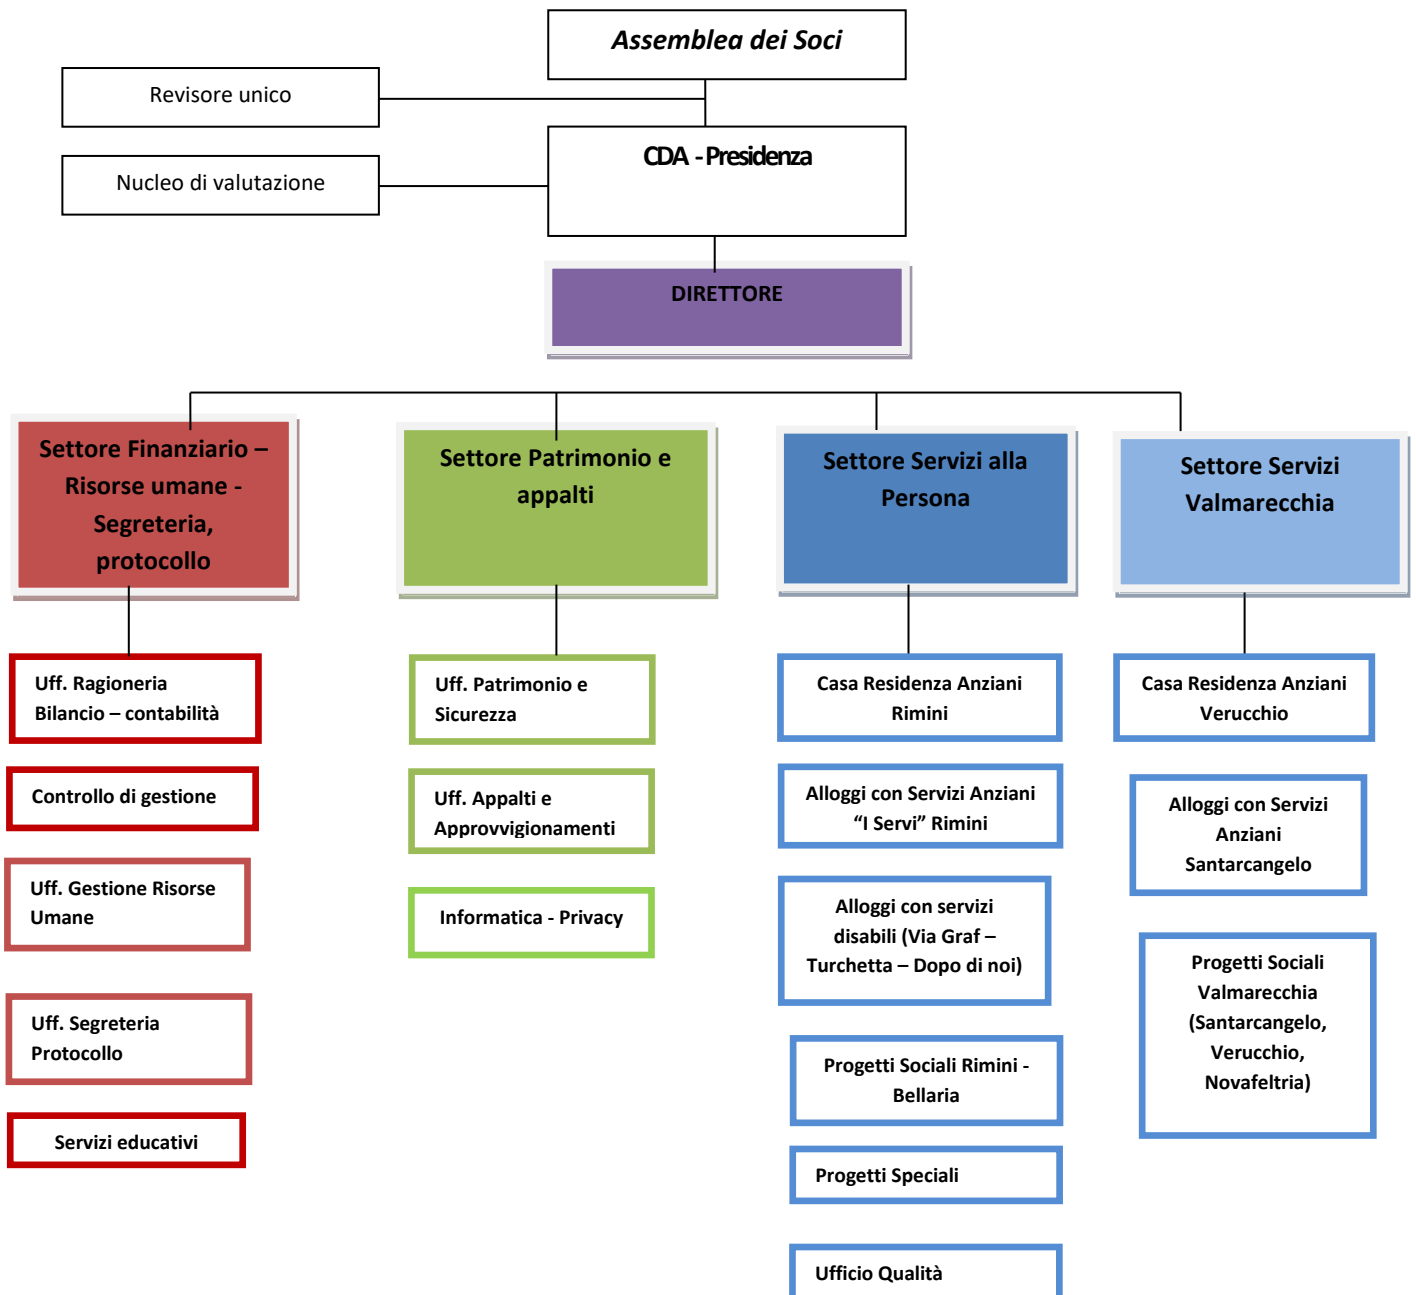 Assemblea dei Soci
Revisore unico
CDA - Presidenza
Nucleo di valutazione
DIRETTORE
Settore Finanziario –
Risorse umane -
Segreteria,
protocollo
Settore Patrimonio e
appalti
Settore Servizi alla
Persona
Settore Servizi
Valmarecchia
Uff. Ragioneria
Bilancio – contabilità
Controllo di gestione
Uff. Gestione Risorse
Umane
Uff. Segreteria
Protocollo
Servizi educativi
Uff. Patrimonio e
Sicurezza
Uff. Appalti e
Approvvigionamenti
Informatica - Privacy
Casa Residenza Anziani
Rimini
Alloggi con Servizi Anziani
“I Servi” Rimini
Alloggi con servizi
disabili (Via Graf –
Turchetta – Dopo di noi)
Progetti Sociali Rimini -
Bellaria
Progetti Speciali
Ufficio Qualità
Casa Residenza Anziani
Verucchio
Alloggi con Servizi
Anziani
Santarcangelo
Progetti Sociali
Valmarecchia
(Santarcangelo,
Verucchio,
Novafeltria)